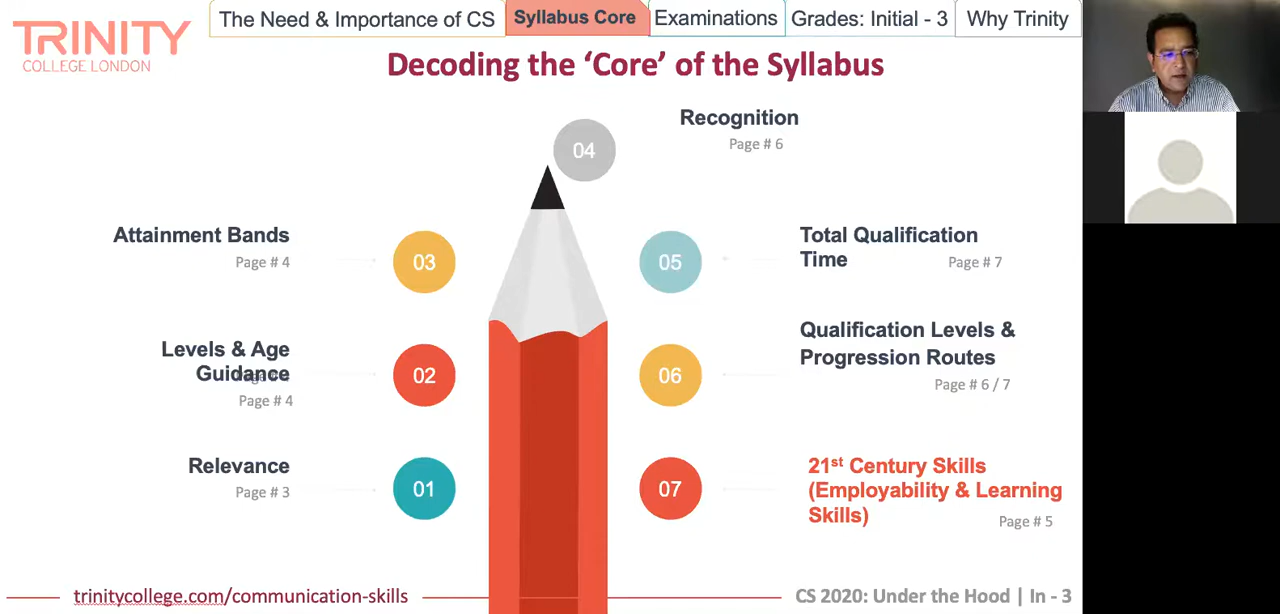 TRINITY
COLLEGE LONDON
The Need & Importance of CS
Syllabus Core
Examinations
Grades: Initial - 3
Why Trinity
Decoding the ‘Core’ of the Syllabus
04
Recognition
Page # 6
Attainment Bands
Page # 4
03
05
Total Qualification
Time
Page # 7
Levels & Age
Guidance
Page # 4
Page # 4
02
06
Qualification Levels &
Progression Routes
Page # 6 / 7
Relevance
Page # 3
01
07
21st Century Skills
(Employability & Learning
Skills)
Page # 5
trinitycollege.com/communication-skills
CS 2020: Under the Hood | In - 3